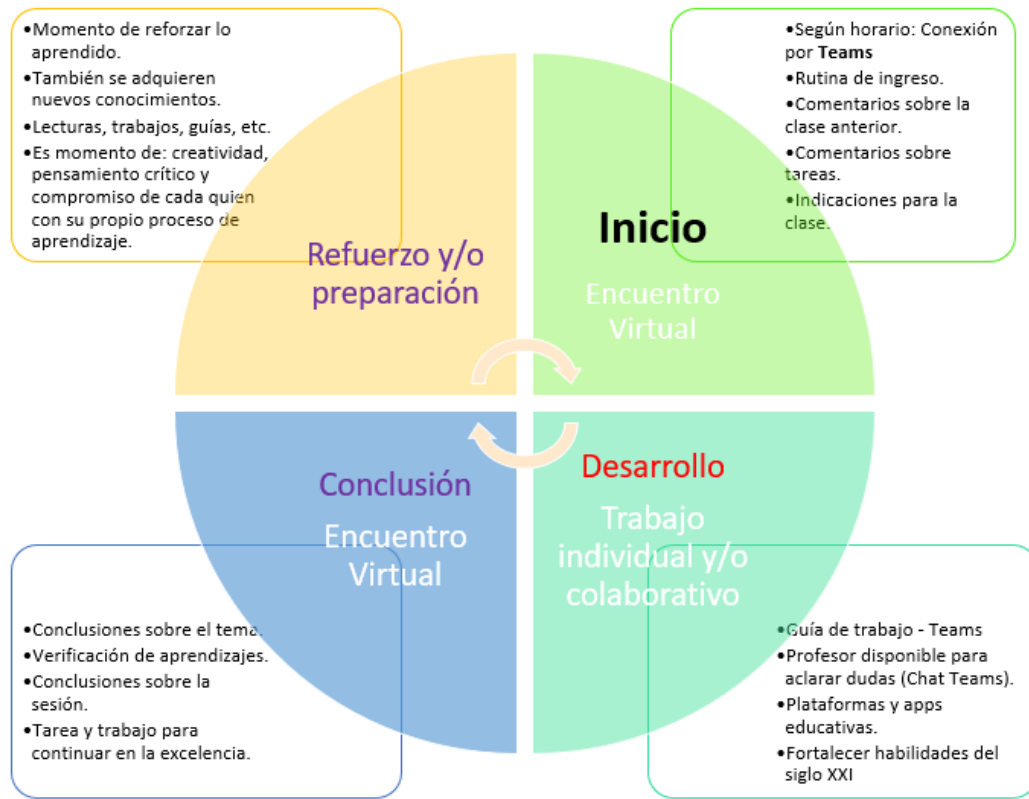 •Momento de reforzar lo
aprendido.
•También se adquieren
nuevos conocimientos.
•Lecturas, trabajos, guías, etc.
•Es momento de: creatividad,
pensamiento crítico y
compromiso de cada quien
con su propio proceso de
aprendizaje.
Refuerzo y/o
preparación
•Según horario: Conexión
por Teams
•Rutina de ingreso.
•Comentarios sobre la
clase anterior.
•Comentarios sobre
tareas.
•Indicaciones para la
clase.
Inicio
Encuentro
Virtual
Desarrollo
Trabajo
individual y/o
colaborativo
•Guía de trabajo - Teams
•Profesor disponible para
aclarar dudas (Chat Teams).
•Plataformas y apps
educativas.
•Fortalecer habilidades del
siglo XXI
Conclusión
Encuentro
Virtual
•Conclusiones sobre el tema.
•Verificación de aprendizajes.
•Conclusiones sobre la
sesión.
•Tarea y trabajo para
continuar en la excelencia.